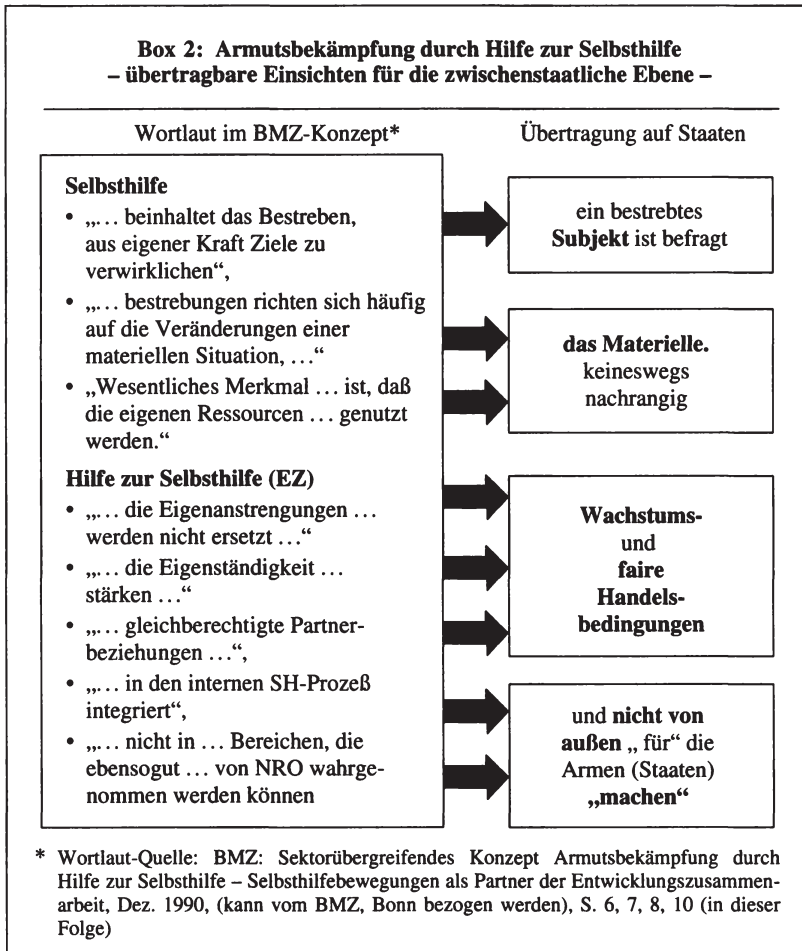 Box 2: Armutsbekämpfung durch Hilfe zur Selbsthilfe
– übertragbare Einsichten für die zwischenstaatliche Ebene –
Wortlaut im BMZ-Konzept*
Übertragung auf Staaten
Selbsthilfe
• „… beinhaltet das Bestreben,
aus eigener Kraft Ziele zu
verwirklichen“,
• „… bestrebungen richten sich häufig
auf die Veränderungen einer
materiellen Situation, …“
• „Wesentliches Merkmal … ist, daß
die eigenen Ressourcen … genutzt
werden.“
Hilfe zur Selbsthilfe (EZ)
• „… die Eigenanstrengungen …
werden nicht ersetzt …“
• „… die Eigenständigkeit …
stärken …“
• „… gleichberechtigte Partner-
beziehungen …“,
• „… in den internen SH-Prozeß
integriert“,
• „… nicht in … Bereichen, die
ebensogut … von NRO wahrge-
nommen werden können
ein bestrebtes
Subjekt ist befragt
das Materielle.
keineswegs
nachrangig
Wachstums-
und
faire
Handels-
bedingungen
und nicht von
außen „ für“ die
Armen (Staaten)
„machen“
* Wortlaut-Quelle: BMZ: Sektorübergreifendes Konzept Armutsbekämpfung durch
Hilfe zur Selbsthilfe – Selbsthilfebewegungen als Partner der Entwicklungszusammen-
arbeit, Dez. 1990, (kann vom BMZ, Bonn bezogen werden), S. 6, 7, 8, 10 (in dieser
Folge)